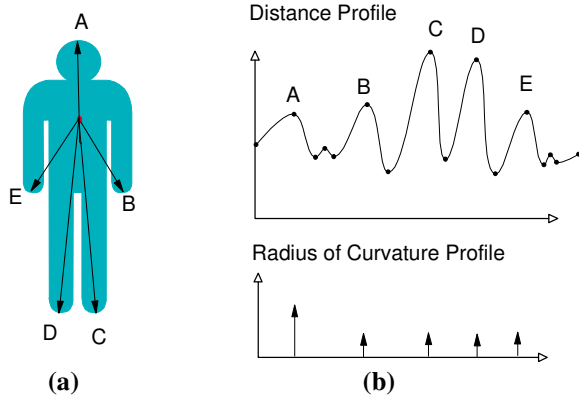 A
E
B
D
C
(a)
Distance Profile
A
B
C
D
E
Radius of Curvature Profile
(b)